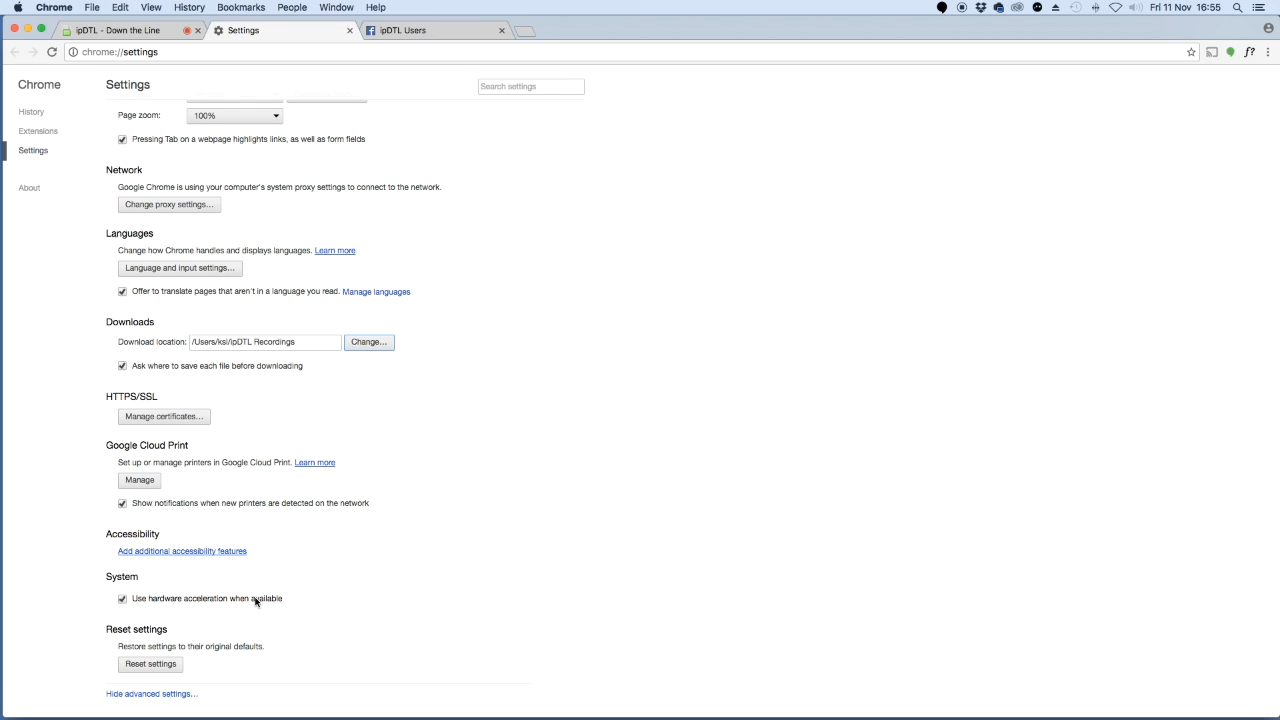 Chrome File Edit View History Bookmarks People Window Help Fri 11 Nov 16:55
ipDTL - Down the Line Settings ipDTL Users
chrome://settings f?
Chrome Settings Search settings
History
Extensions
Settings
About
Page zoom: 100%
Pressing Tab on a webpage highlights links, as well as form fields
Network
Google Chrome is using your computer's system proxy settings to connect to the network.
Change proxy settings...
Languages
Change how Chrome handles and displays languages. Learn more
Language and input settings...
Offer to translate pages that aren't in a language you read. Manage languages
Downloads
Download location: /Users/ksl/ipDTL Recordings Change...
Ask where to save each file before downloading
HTTPS/SSL
Manage certificates...
Google Cloud Print
Set up or manage printers in Google Cloud Print. Learn more
Manage
Show notifications when new printers are detected on the network
Accessibility
Add additional accessibility features
System
Use hardware acceleration when available
Reset settings
Restore settings to their original defaults.
Reset settings
Hide advanced settings...